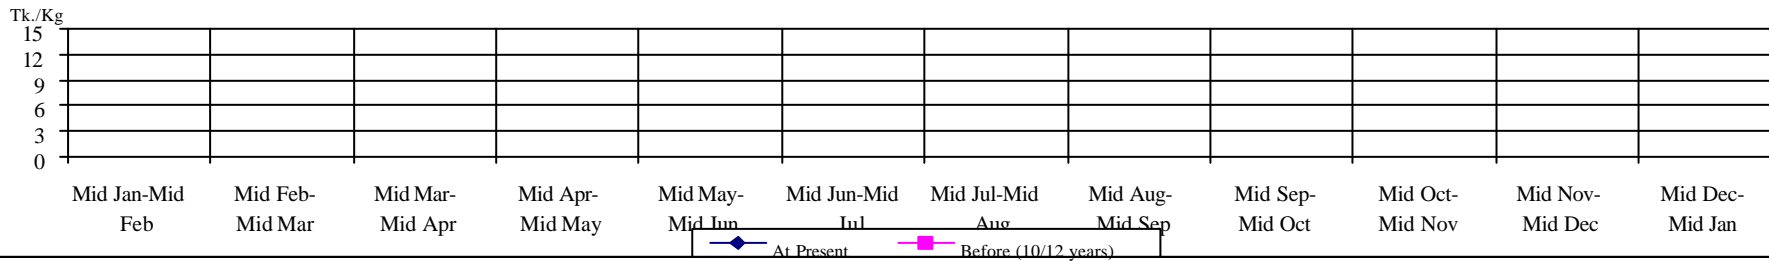 Tk./Kg
15
12
9
6
3
0
Mid Jan-Mid Feb
Mid Feb-Mid Mar
Mid Mar-Mid Apr
Mid Apr-Mid May
Mid May-Mid Jun
Mid Jun-Mid Jul
Mid Jul-Mid Aug
Mid Aug-Mid Sep
Mid Sep-Mid Oct
Mid Oct-Mid Nov
Mid Nov-Mid Dec
Mid Dec-Mid Jan
At Present
Before (10/12 years)